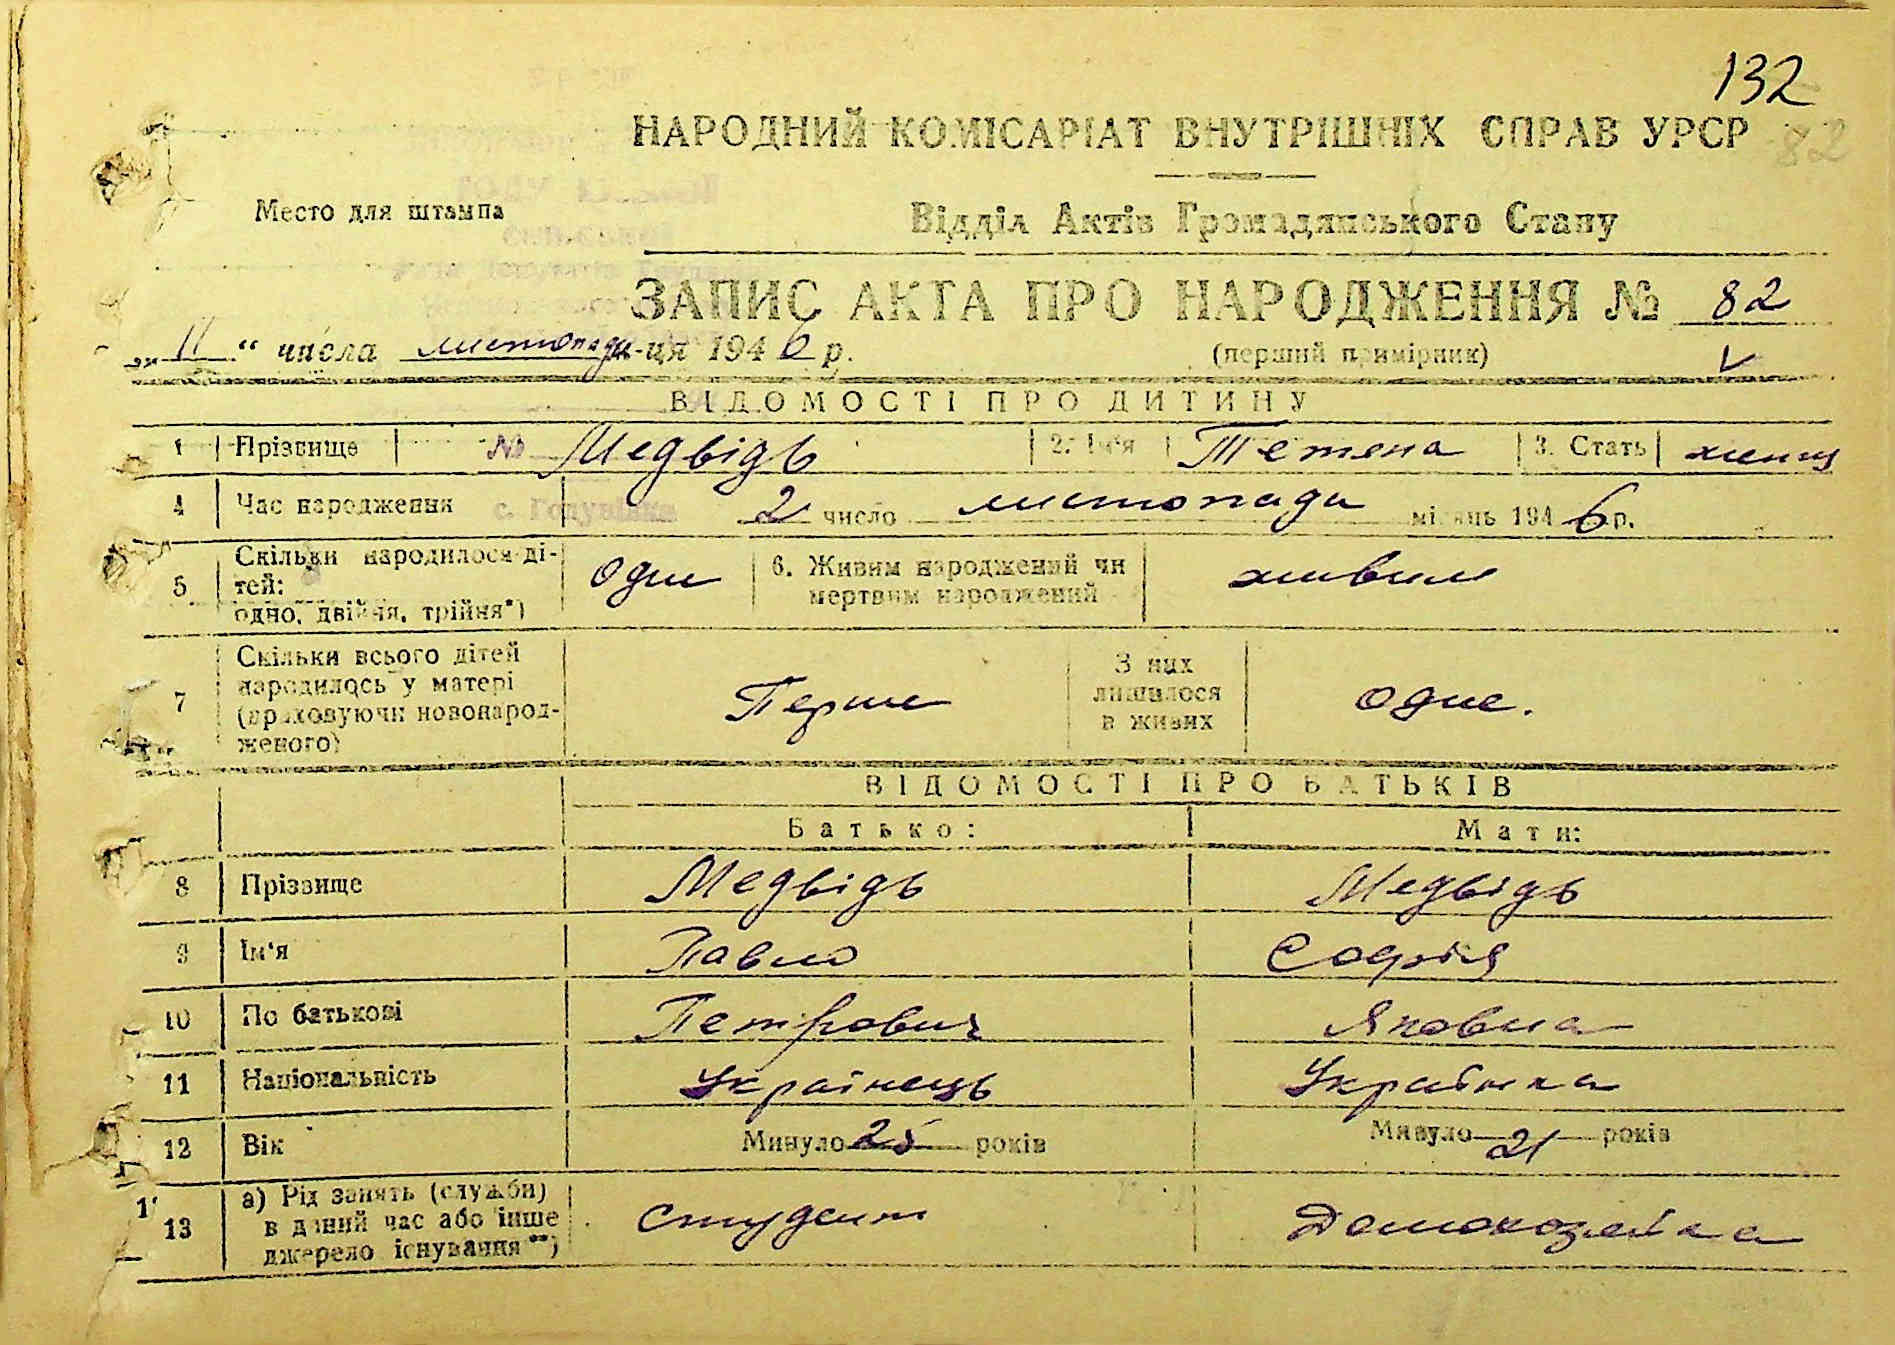 132
НАРОДНИЙ КОМІСАРІАТ ВНУТРІШНІХ СПРАВ УРСР 82
Место для штампа
Відділ Актів Громадянського Стану
ЗАПИС АКТА ПРО НАРОДЖЕННЯ № 82
„11“ числа листопада м-ця 1946 р. (перший примірник) V
ВІДОМОСТІ ПРО ДИТИНУ
1 Прізвище № Медвідь 2. Ім'я Тетяна 3. Стать жіноч
4 Час народження 2 число листопада місяць 1946 р.
5 Скільки народилося дітей: одно, двійня, трійня*) Одне 6. Живим народжений чи мертвим народжений живим
7 Скільки всього дітей народилось у матері (враховуючи новонародженого) Перше З них лишилося в живих Одне.
ВІДОМОСТІ ПРО БАТЬКІВ
Батько: Мати:
8 Прізвище Медвідь Медвідь
9 Ім'я Павло Софія
10 По батькові Петрович Яковна
11 Національність Українець Українка
12 Вік Минуло 25 років Минуло 21 років
13 а) Рід занять (служби) в даний час або інше джерело існування**) Студент Домохозяйка